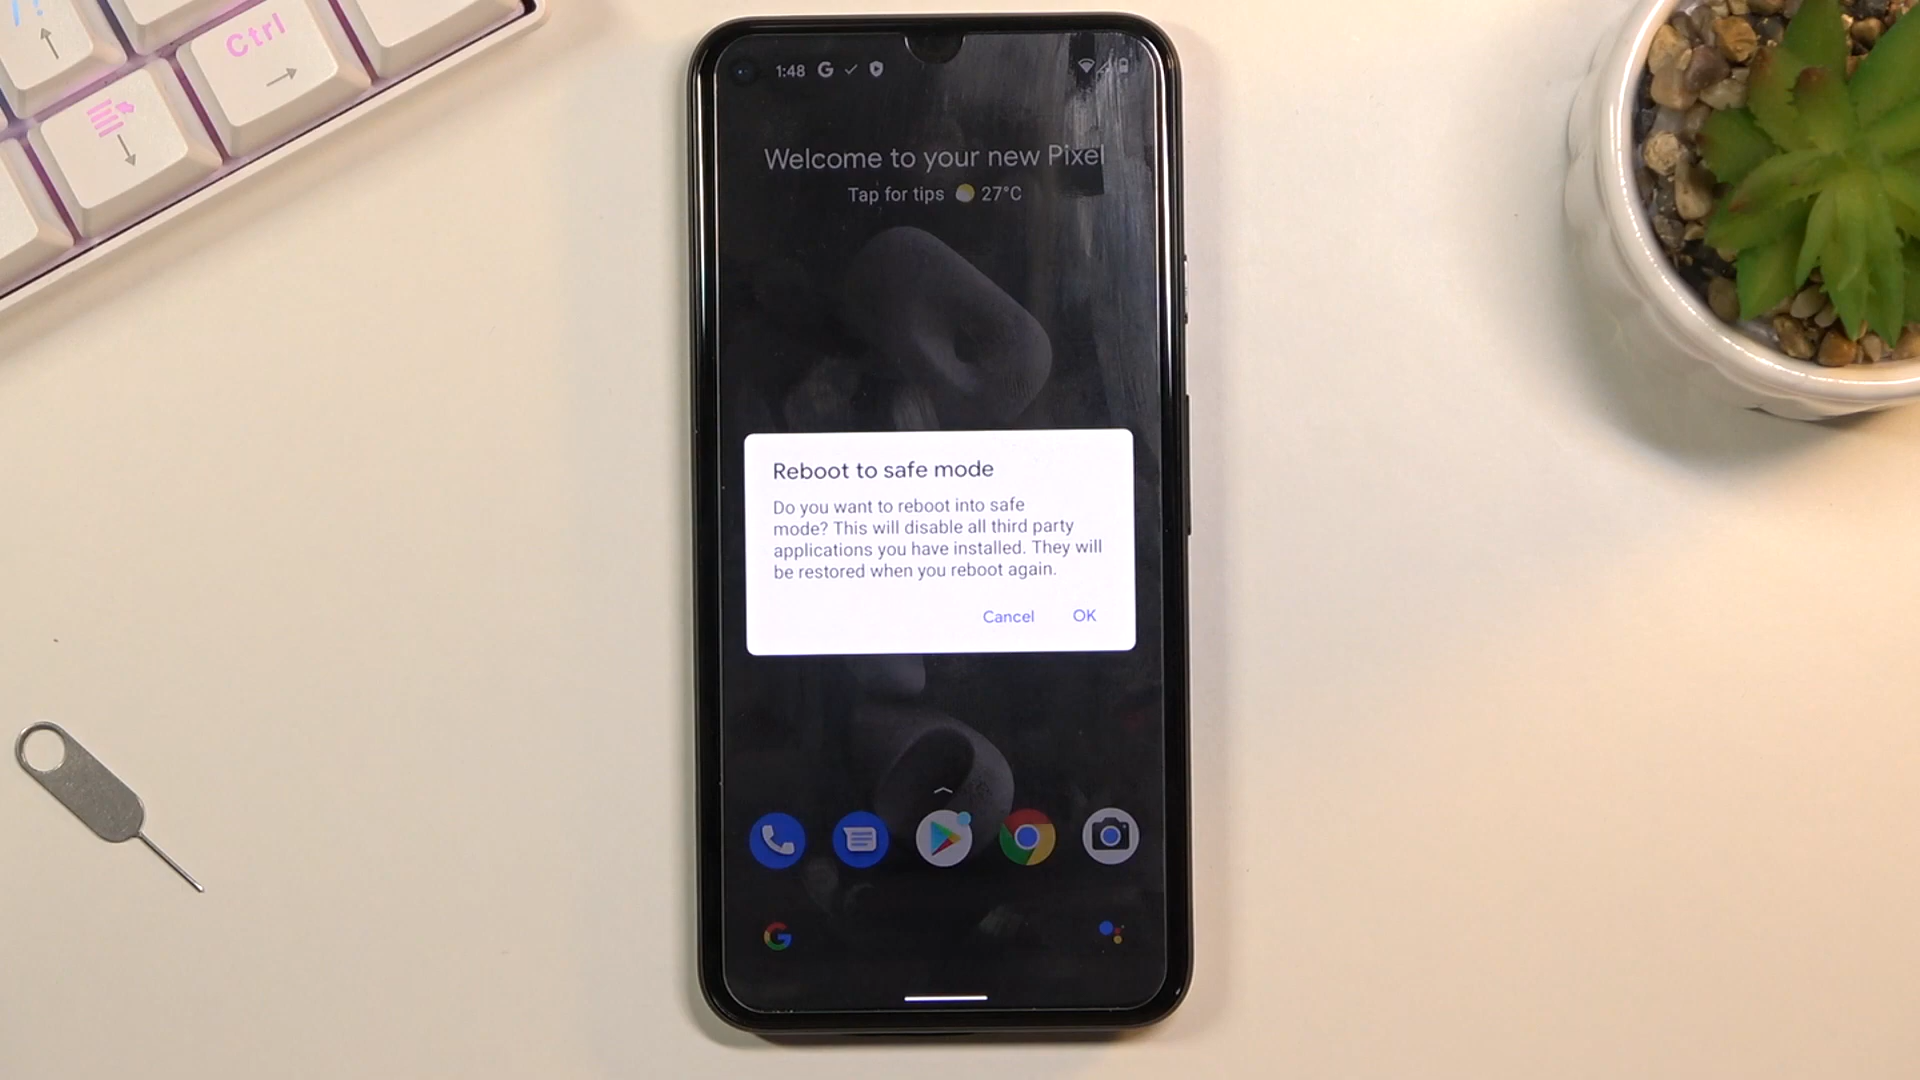 Ctrl
1:48
Welcome to your new Pixel
Tap for tips 27°C
Reboot to safe mode
Do you want to reboot into safe
mode? This will disable all third party
applications you have installed. They will
be restored when you reboot again.
Cancel OK